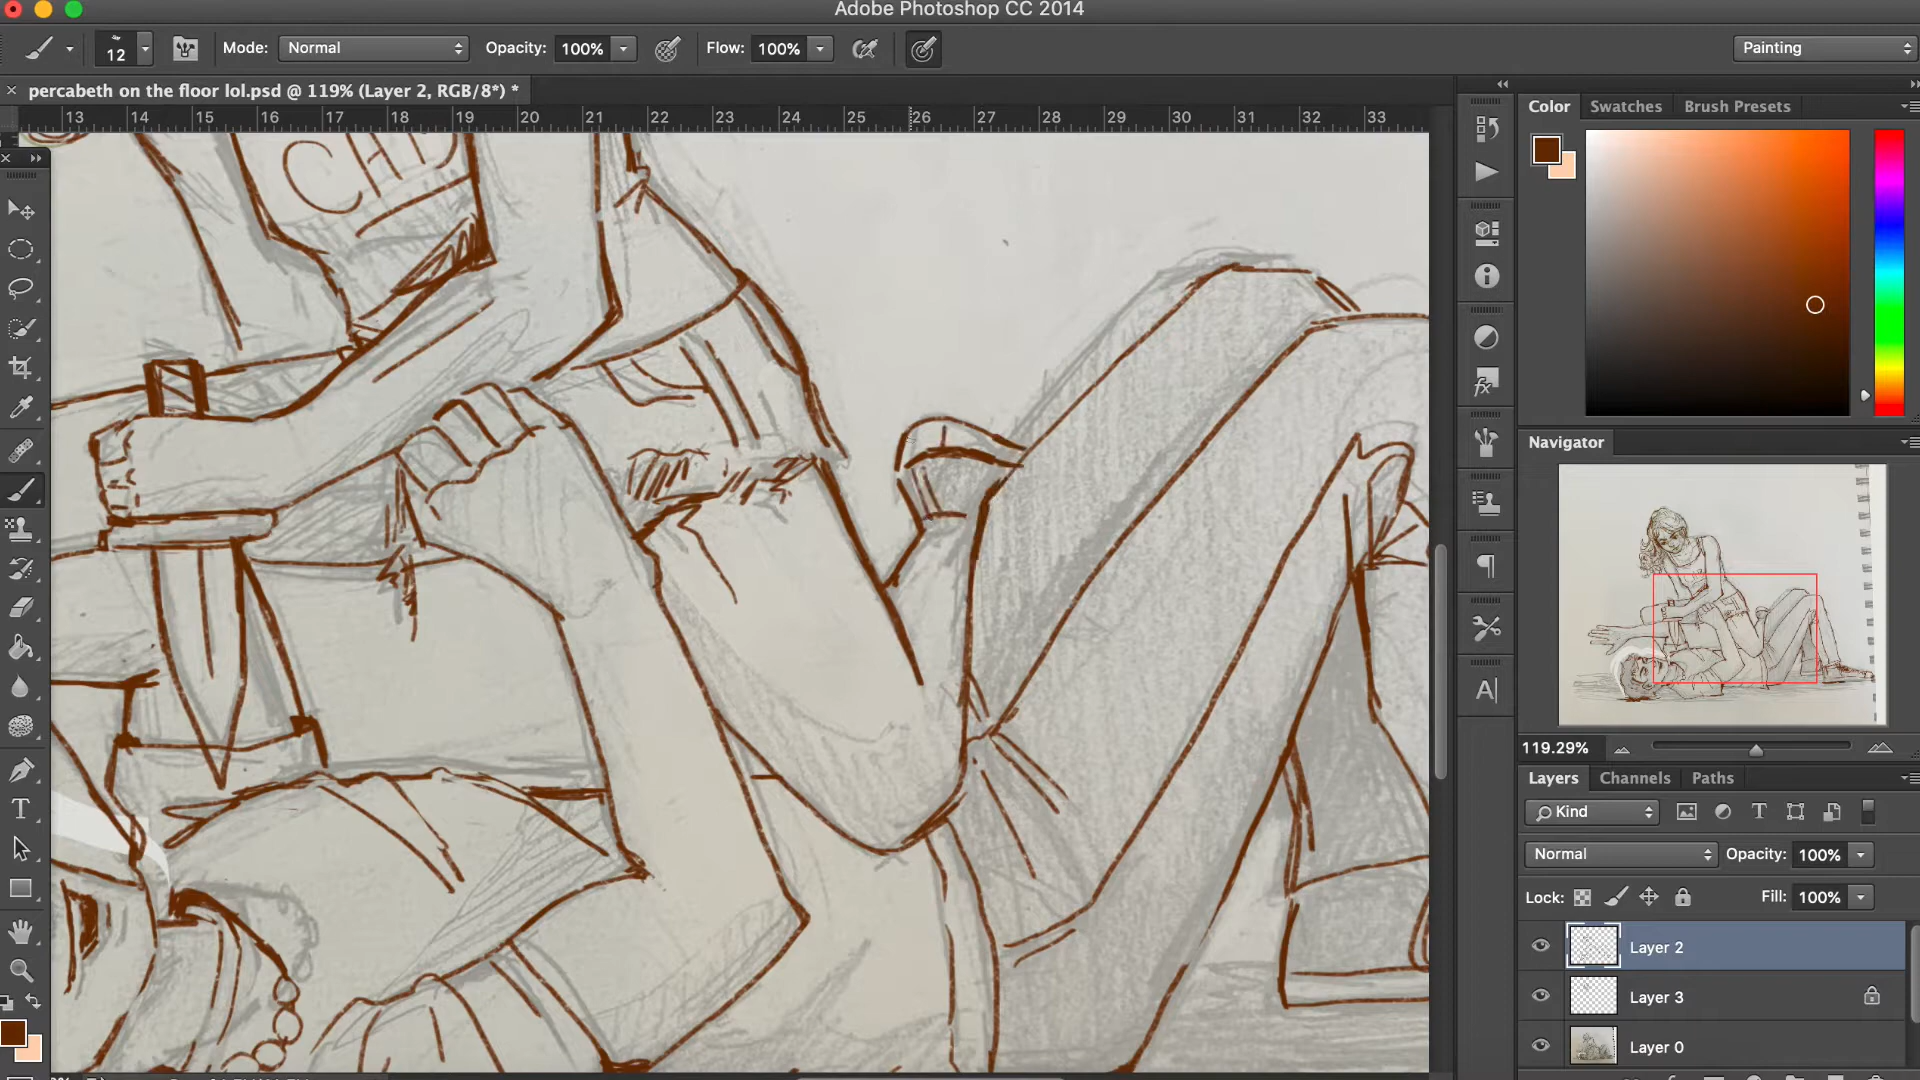 Adobe Photoshop CC 2014
12
Mode: Normal
Opacity: 100%
Flow: 100%
Painting
percabeth on the floor lol.psd @ 119% (Layer 2, RGB/8*) *
13 14 15 16 17 18 19 20 21 22 23 24 25 26 27 28 29 30 31 32 33
Color Swatches Brush Presets
Navigator
119.29%
Layers Channels Paths
Kind
Normal Opacity: 100%
Lock: Fill: 100%
Layer 2
Layer 3
Layer 0